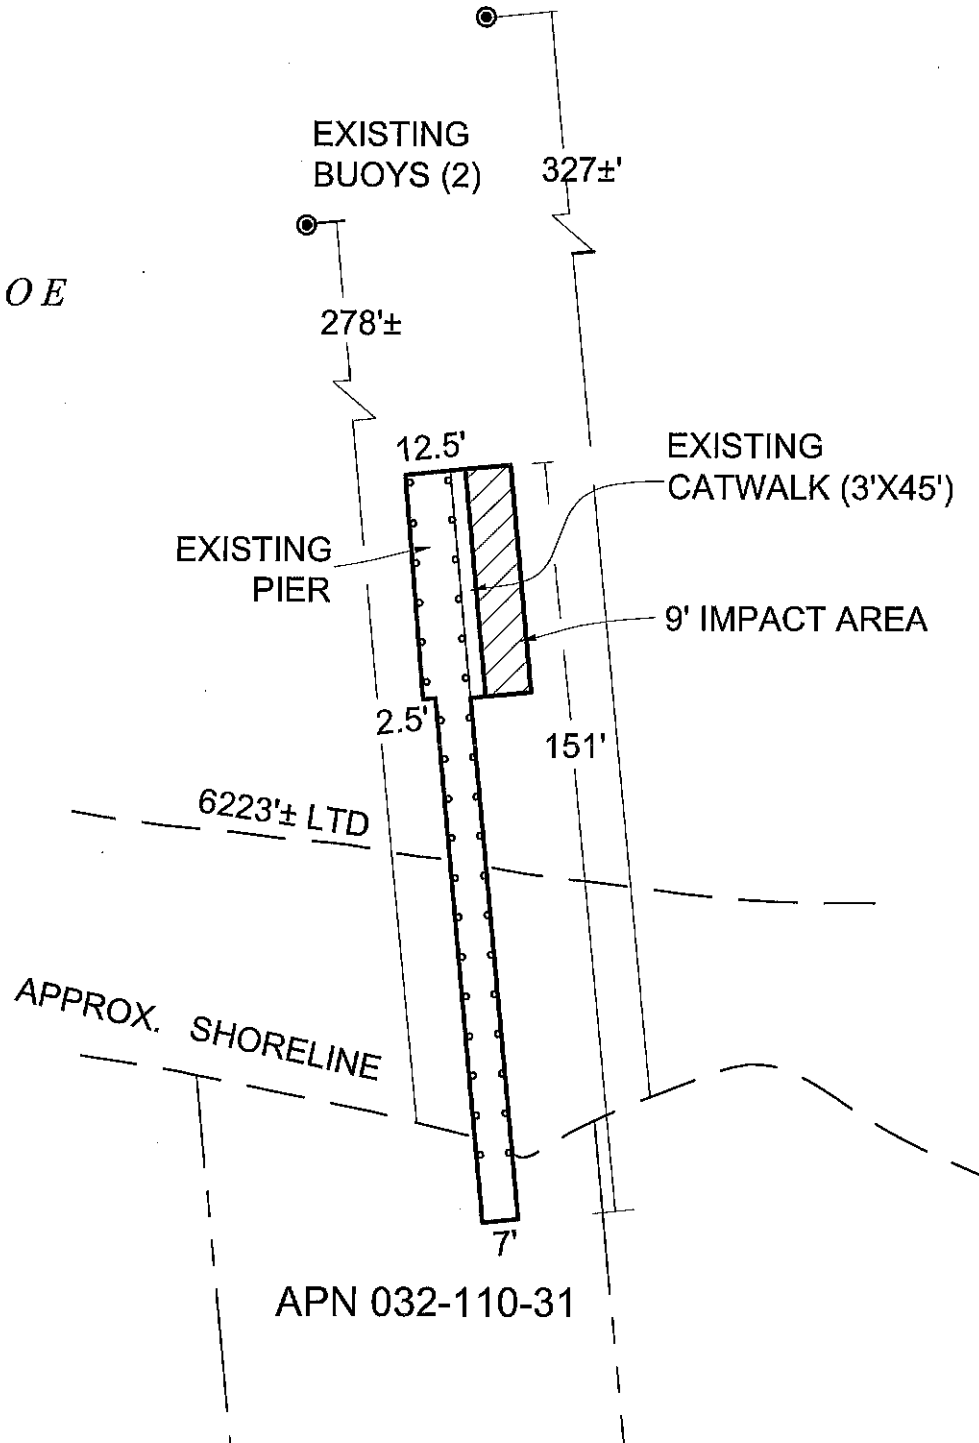 EXISTING
BUOYS (2)
327±'
O E
278'±
12.5'
EXISTING
CATWALK (3'X45')
EXISTING
PIER
9' IMPACT AREA
2.5'
151'
6223'± LTD
APPROX. SHORELINE
7'
APN 032-110-31